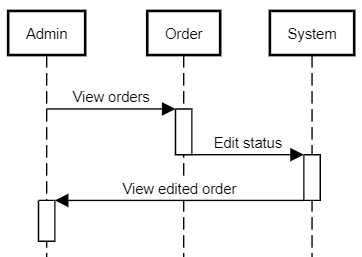 Admin
Order
System
View orders
Edit status
View edited order